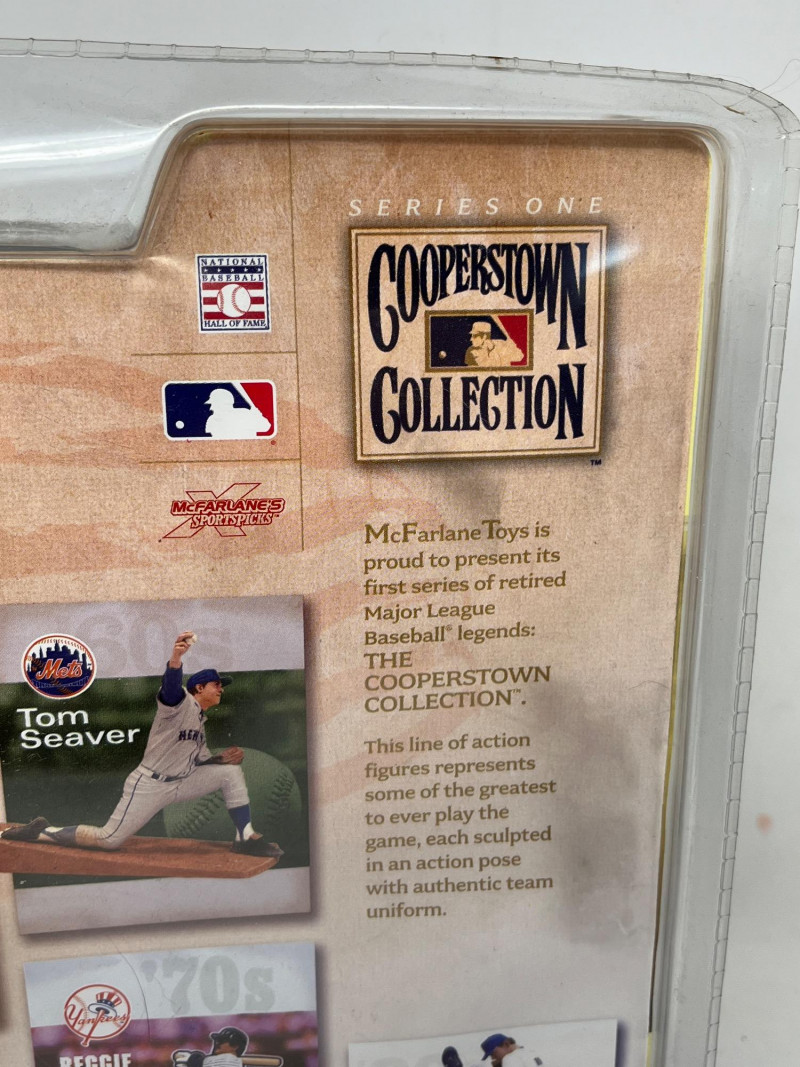 SERIES ONE
COOPERSTOWN
COLLECTION
TM
NATIONAL
BASEBALL
HALL OF FAME
McFARLANE'S
SPORTSPICKS™
McFarlane Toys is
proud to present its
first series of retired
Major League
Baseball® legends:
THE
COOPERSTOWN
COLLECTION™.
This line of action
figures represents
some of the greatest
to ever play the
game, each sculpted
in an action pose
with authentic team
uniform.
'60s
Mets
Tom
Seaver
'70s
Yankees
REGGIE